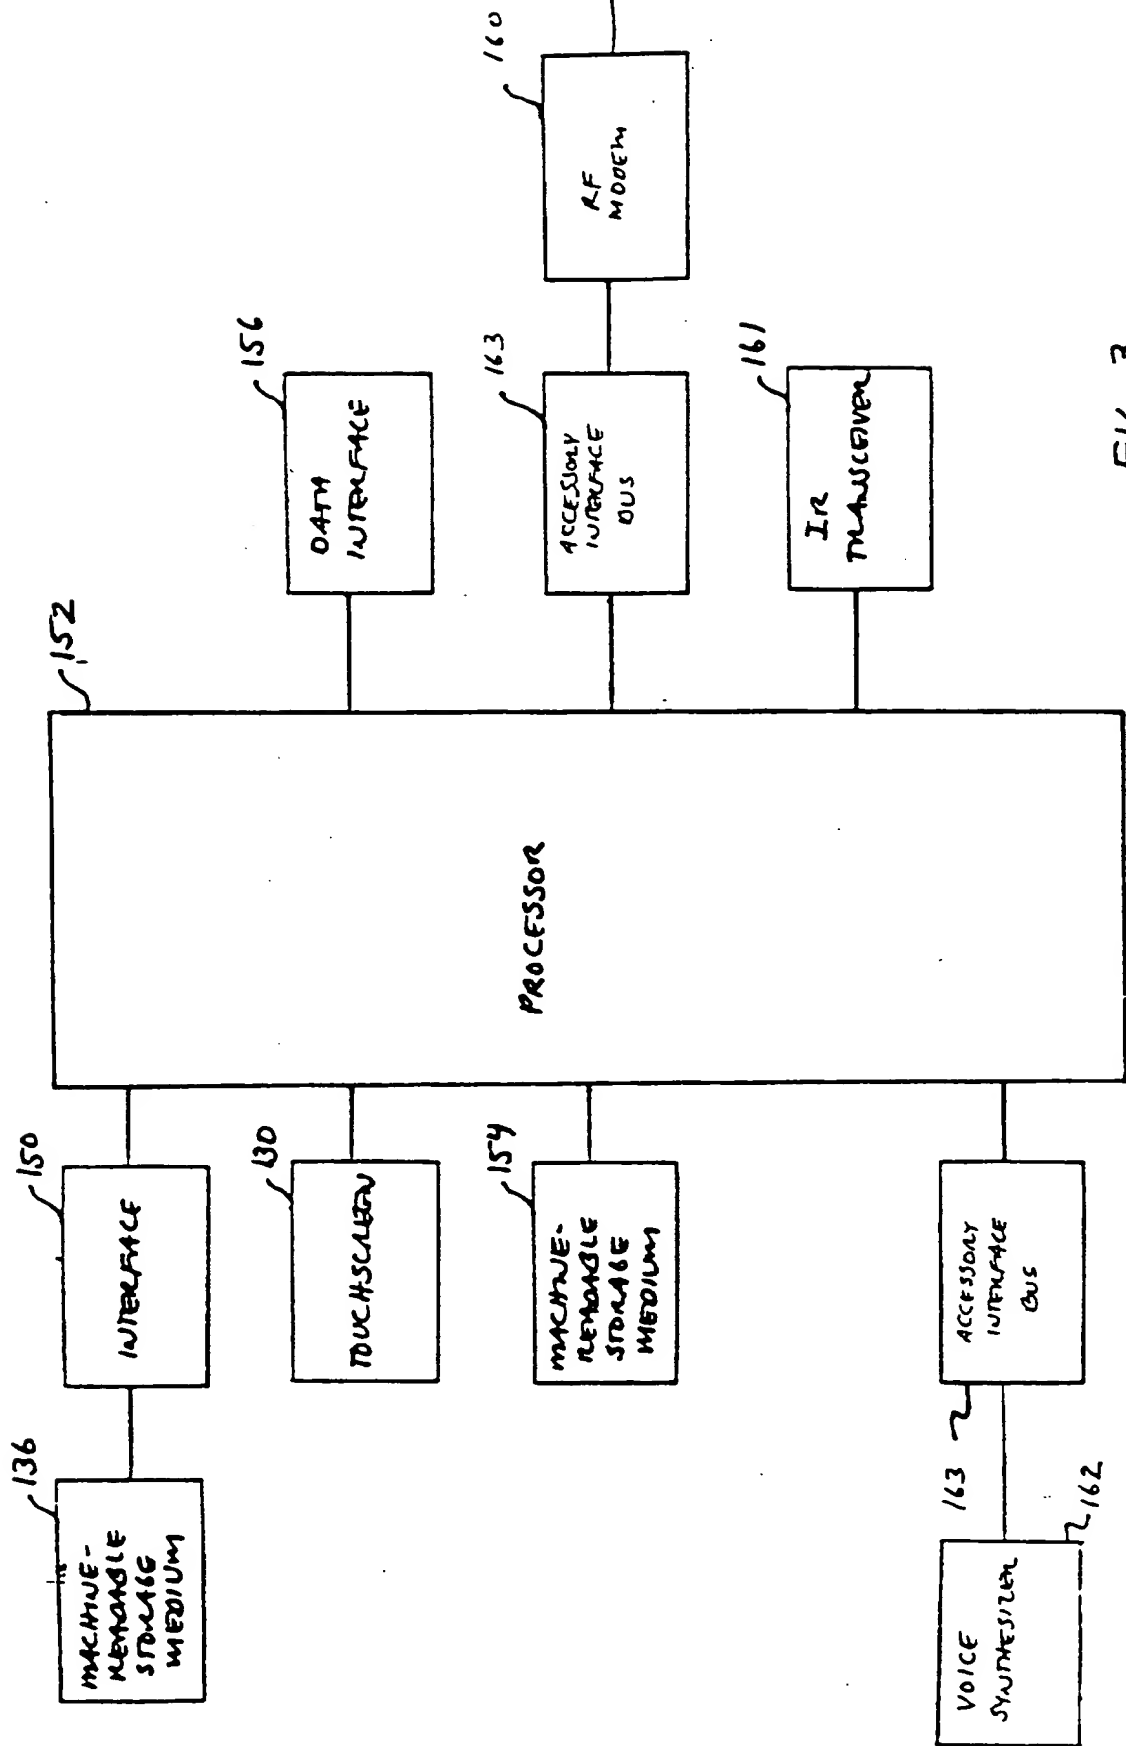 136
MACHINE-
READABLE
STORAGE
MEDIUM
150
INTERFACE
130
TOUCHSCREEN
154
MACHINE-
READABLE
STORAGE
MEDIUM
163
ACCESSORY
INTERFACE
BUS
VOICE
SYNTHESIZER
162
152
PROCESSOR
156
DATA
INTERFACE
163
ACCESSORY
INTERFACE
BUS
160
RF
MODEM
161
IR
TRANSCEIVER